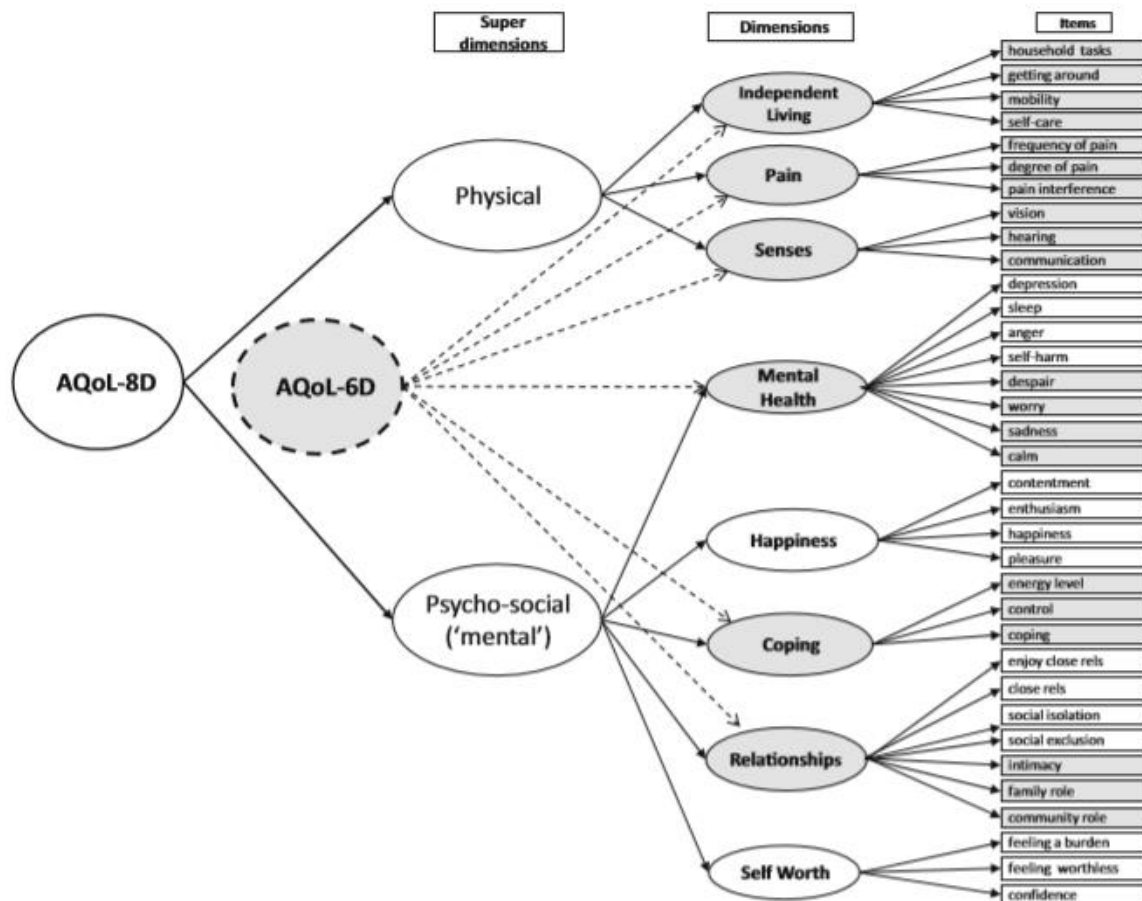 Super
dimensions
Dimensions
Items
AQoL-8D
AQoL-6D
Physical
Psycho-social
(‘mental’)
Independent
Living
Pain
Senses
Mental
Health
Happiness
Coping
Relationships
Self Worth
household tasks
getting around
mobility
self-care
frequency of pain
degree of pain
pain interference
vision
hearing
communication
depression
sleep
anger
self-harm
despair
worry
sadness
calm
contentment
enthusiasm
happiness
pleasure
energy level
control
coping
enjoy close rels
close rels
social isolation
social exclusion
intimacy
family role
community role
feeling a burden
feeling worthless
confidence